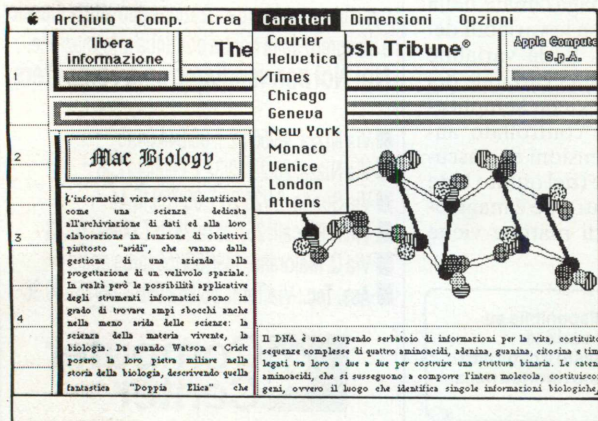 Archivio Comp. Crea Caratteri Dimensioni Opzioni
libera
informazione
The
osh Tribune®
Apple Compute
S.p.A.
Courier
Helvetica
✓Times
Chicago
Geneva
New York
Monaco
Venice
London
Athens
1
2
3
4
Mac Biology
L'informatica viene sovente identificata
come una scienza dedicata
all'archiviazione di dati ed alla loro
elaborazione in funzione di obiettivi
piuttosto "aridi", che vanno dalla
gestione di una azienda alla
progettazione di un velivolo spaziale.
In realtà però le possibilità applicative
degli strumenti informatici sono in
grado di trovare ampi sbocchi anche
nella meno arida delle scienze: la
scienza della materia vivente, la
biologia. Da quando Watson e Crick
posero la loro pietra miliare nella
storia della biologia, descrivendo quella
fantastica "Doppia Elica" che
Il DNA è uno stupendo serbatoio di informazioni per la vita, costituito
sequenze complesse di quattro aminoacidi, adenina, guanina, citosina e tim
legati tra loro a due a due per costruire una struttura binaria. Le caten
aminoacidi, che si susseguono a comporre l'intera molecola, costituisco
geni, ovvero il luogo che identifica singole informazioni biologiche,